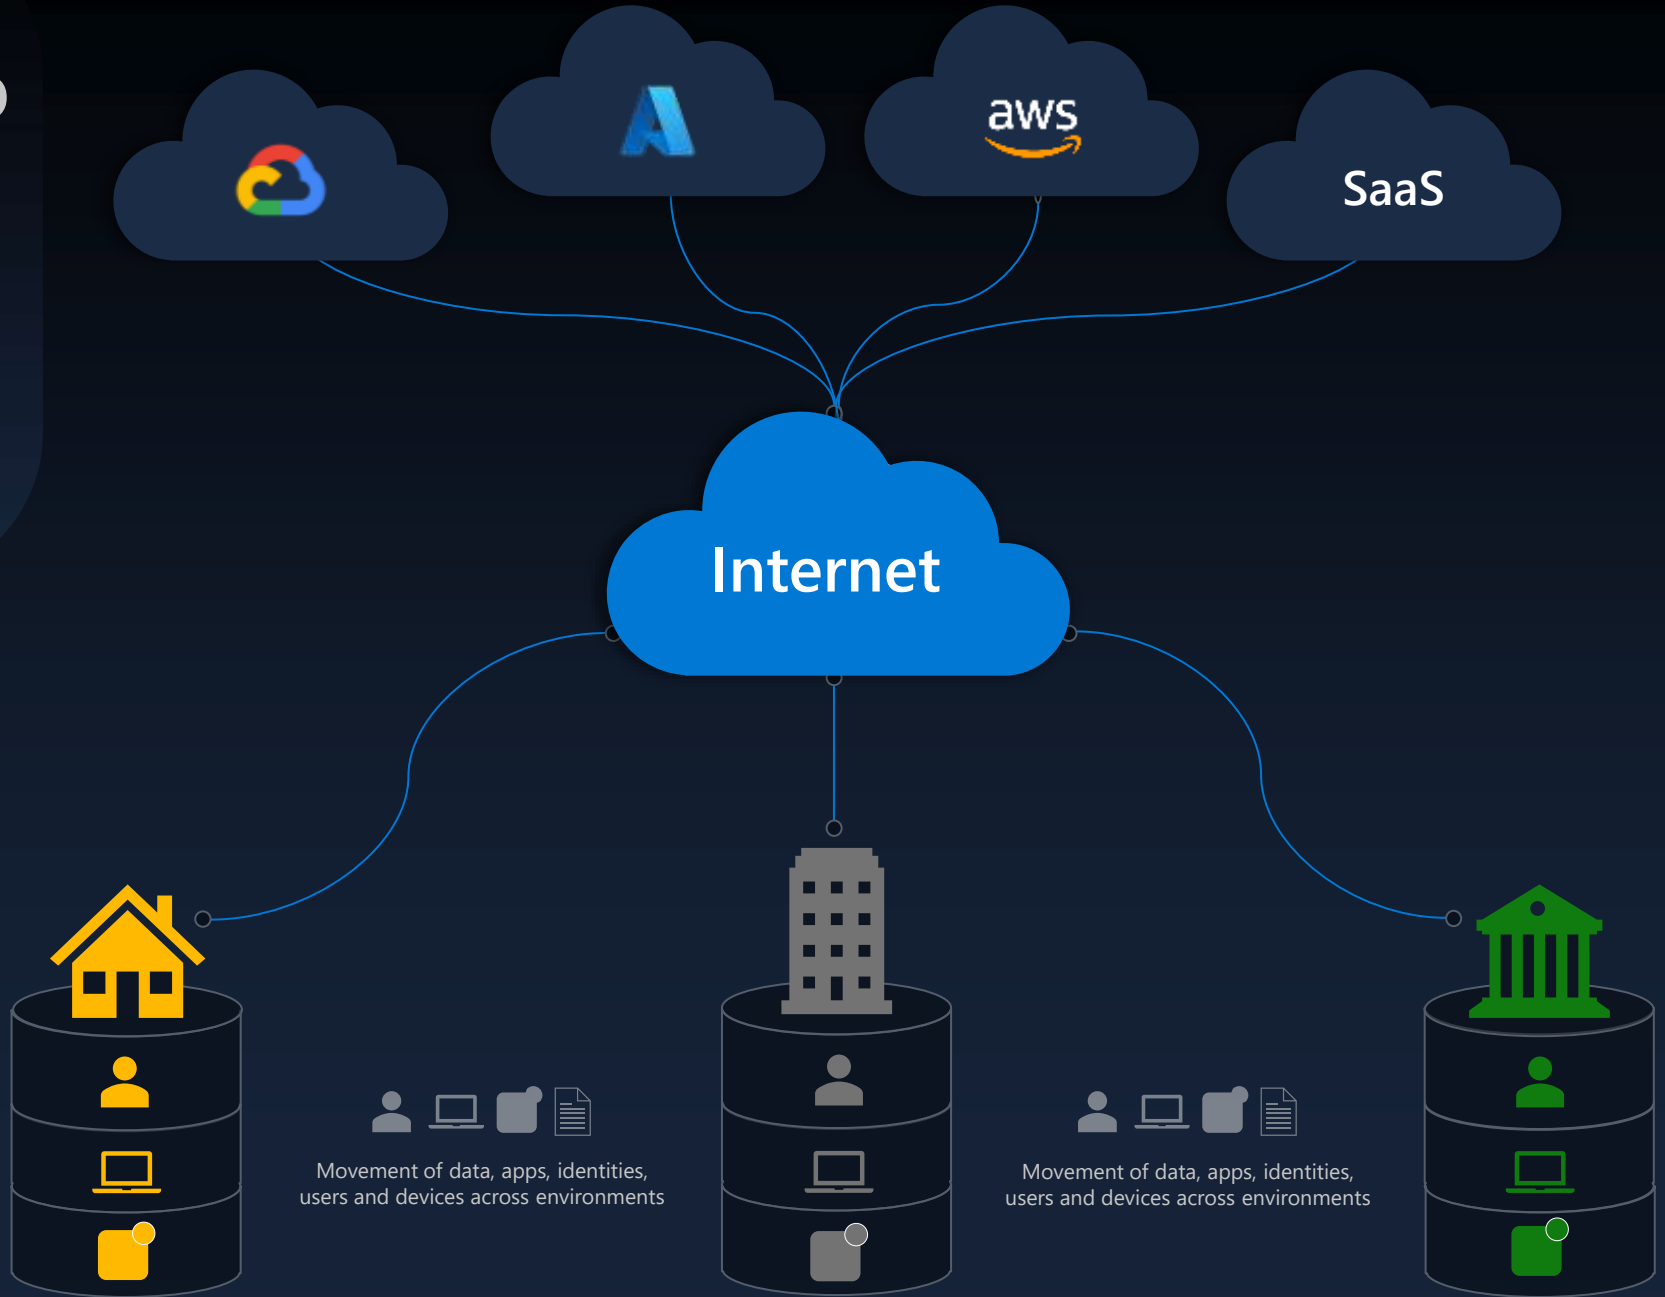 aws
SaaS
Internet
Movement of data, apps, identities,
users and devices across environments
Movement of data, apps, identities,
users and devices across environments